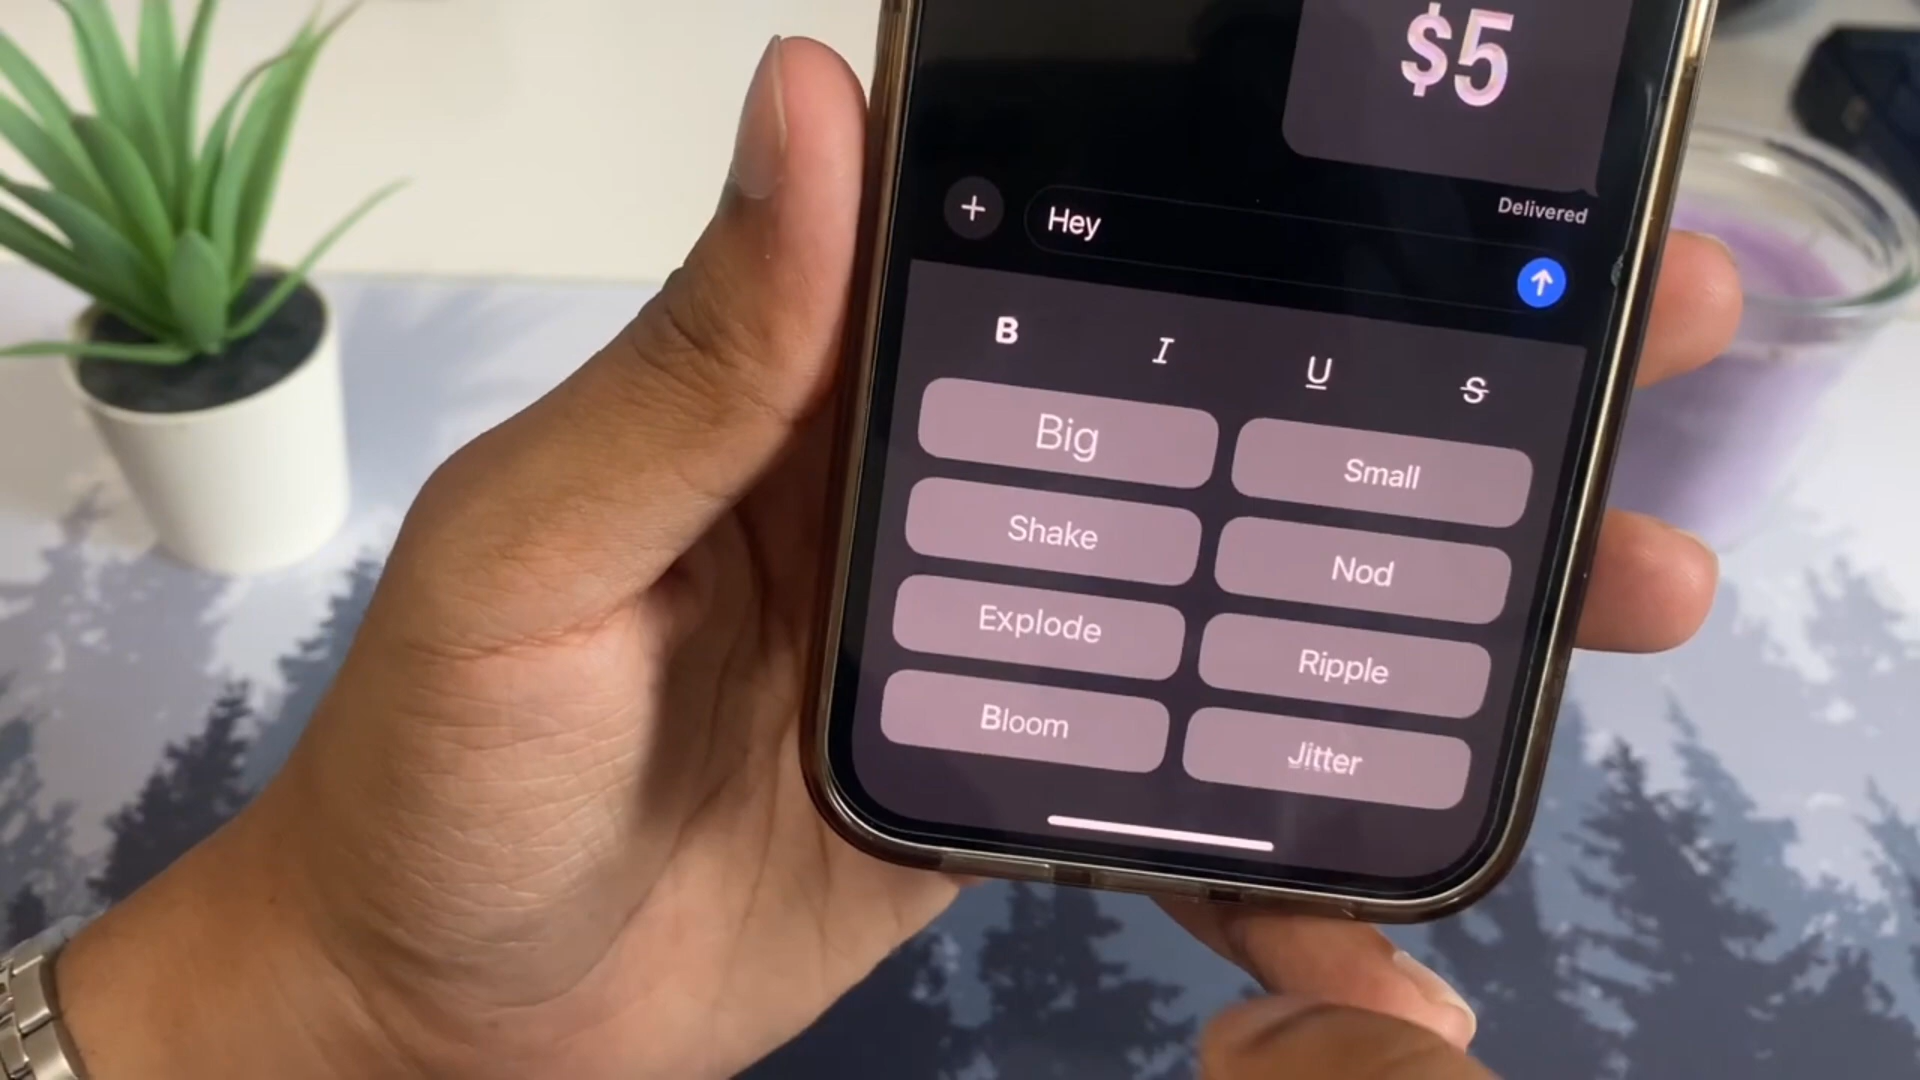 $5
Delivered
Hey
B I U S
Big Small
Shake Nod
Explode Ripple
Bloom Jitter